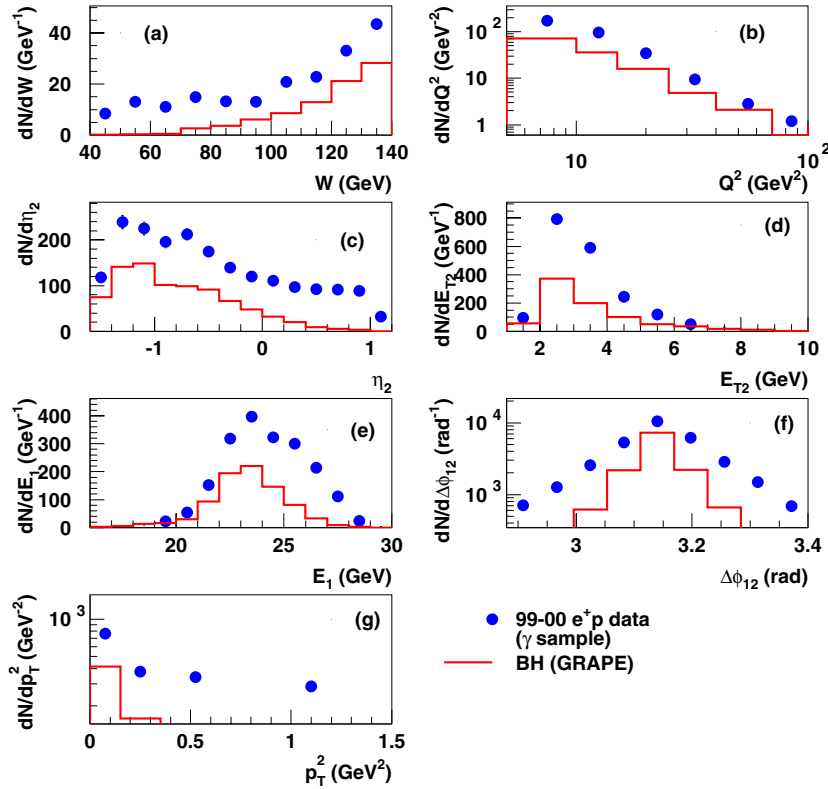 dN/dW (GeV⁻¹)
40
20
0
(a)
40 60 80 100 120 140
W (GeV)
dN/dQ² (GeV⁻²)
10²
10
1
(b)
10 10²
Q² (GeV²)
dN/dη₂
200
100
0
(c)
-1 0 1
η₂
dN/dE_T2 (GeV⁻¹)
800
600
400
200
0
(d)
2 4 6 8 10
E_T2 (GeV)
dN/dE₁ (GeV⁻¹)
400
300
200
100
0
(e)
20 25 30
E₁ (GeV)
dN/dΔϕ₁₂ (rad⁻¹)
10⁴
10³
(f)
3 3.2 3.4
Δϕ₁₂ (rad)
dN/dp_T² (GeV⁻²)
10³
(g)
0 0.5 1 1.5
p_T² (GeV²)
99-00 e⁺p data
(γ sample)
BH (GRAPE)